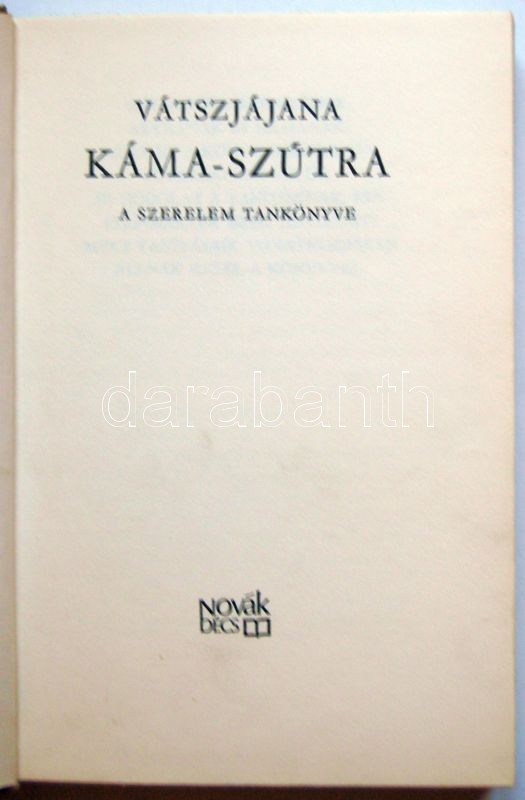 VÁTSZJÁJANA
KÁMA-SZÚTRA
A SZERELEM TANKÖNYVE
darabanth
Novák
BÉCS